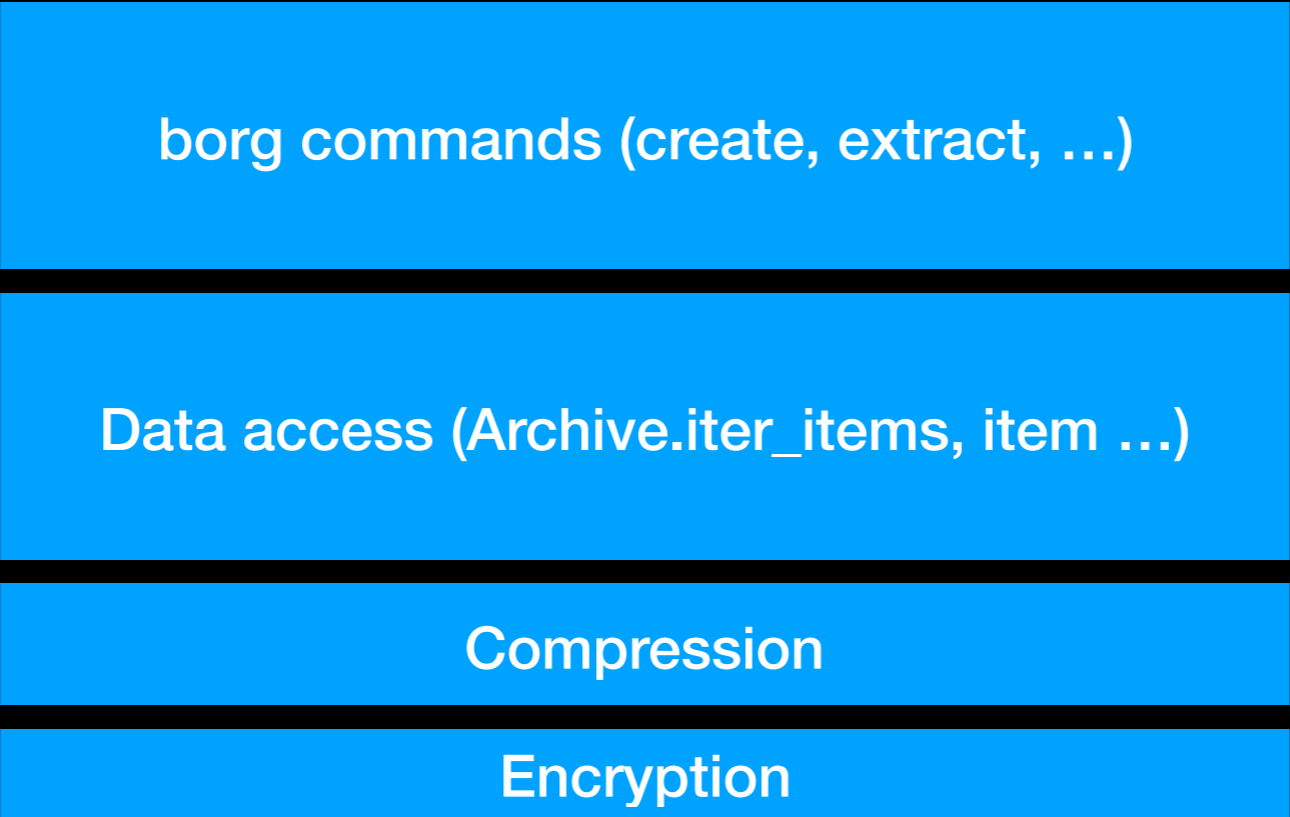 borg commands (create, extract, …)
Data access (Archive.iter_items, item …)
Compression
Encryption